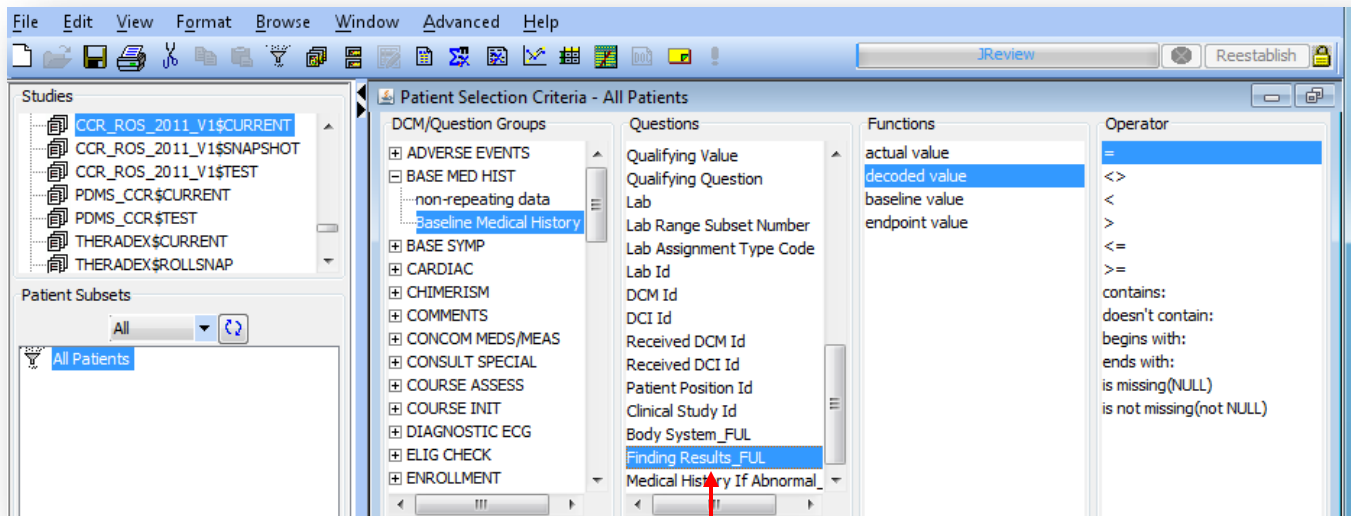 File Edit View Format Browse Window Advanced Help
JReview
Reestablish
Studies
CCR_ROS_2011_V1$CURRENT
CCR_ROS_2011_V1$SNAPSHOT
CCR_ROS_2011_V1$TEST
PDMS_CCR$CURRENT
PDMS_CCR$TEST
THERADEX$CURRENT
THERADEX$ROLLSNAP
Patient Subsets
All
All Patients
Patient Selection Criteria - All Patients
DCM/Question Groups
ADVERSE EVENTS
BASE MED HIST
non-repeating data
Baseline Medical History
BASE SYMP
CARDIAC
CHIMERISM
COMMENTS
CONCOM MEDS/MEAS
CONSULT SPECIAL
COURSE ASSESS
COURSE INIT
DIAGNOSTIC ECG
ELIG CHECK
ENROLLMENT
Questions
Qualifying Value
Qualifying Question
Lab
Lab Range Subset Number
Lab Assignment Type Code
Lab Id
DCM Id
DCI Id
Received DCM Id
Received DCI Id
Patient Position Id
Clinical Study Id
Body System_FUL
Finding Results_FUL
Medical History If Abnormal_
Functions
actual value
decoded value
baseline value
endpoint value
Operator
=
<>
<
>
<=
>=
contains:
doesn't contain:
begins with:
ends with:
is missing(NULL)
is not missing(not NULL)